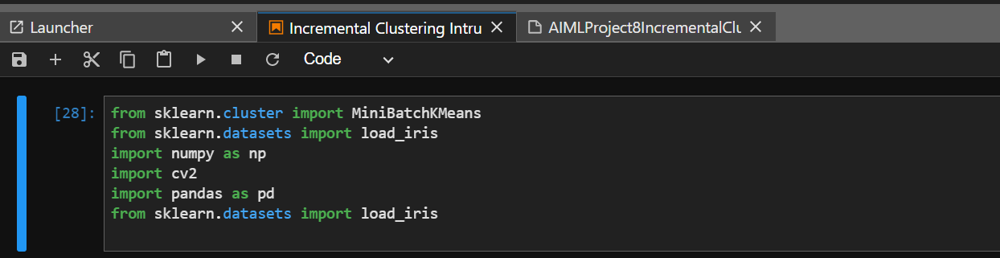 Launcher
Incremental Clustering Intru
AIMLProject8IncrementalClu
Code
[28]:
from sklearn.cluster import MiniBatchKMeans
from sklearn.datasets import load_iris
import numpy as np
import cv2
import pandas as pd
from sklearn.datasets import load_iris